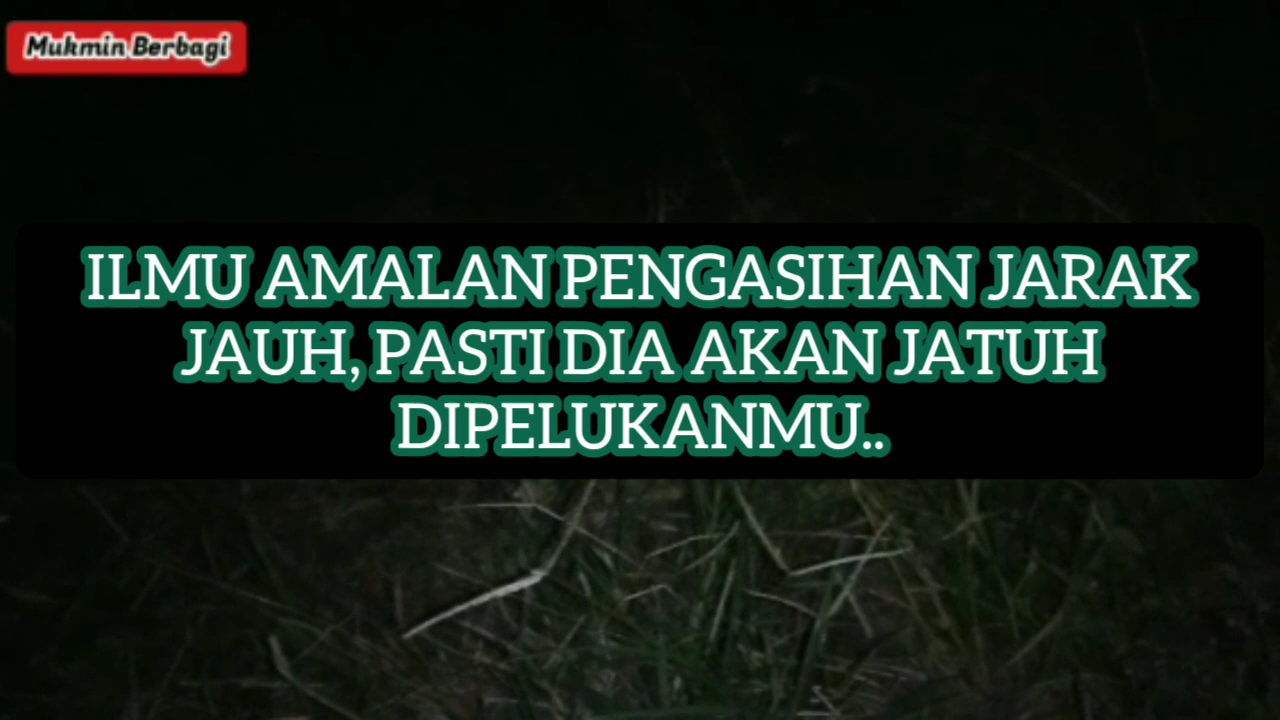 Mukmin Berbagi
ILMU AMALAN PENGASIHAN JARAK
JAUH, PASTI DIA AKAN JATUH
DIPELUKANMU..